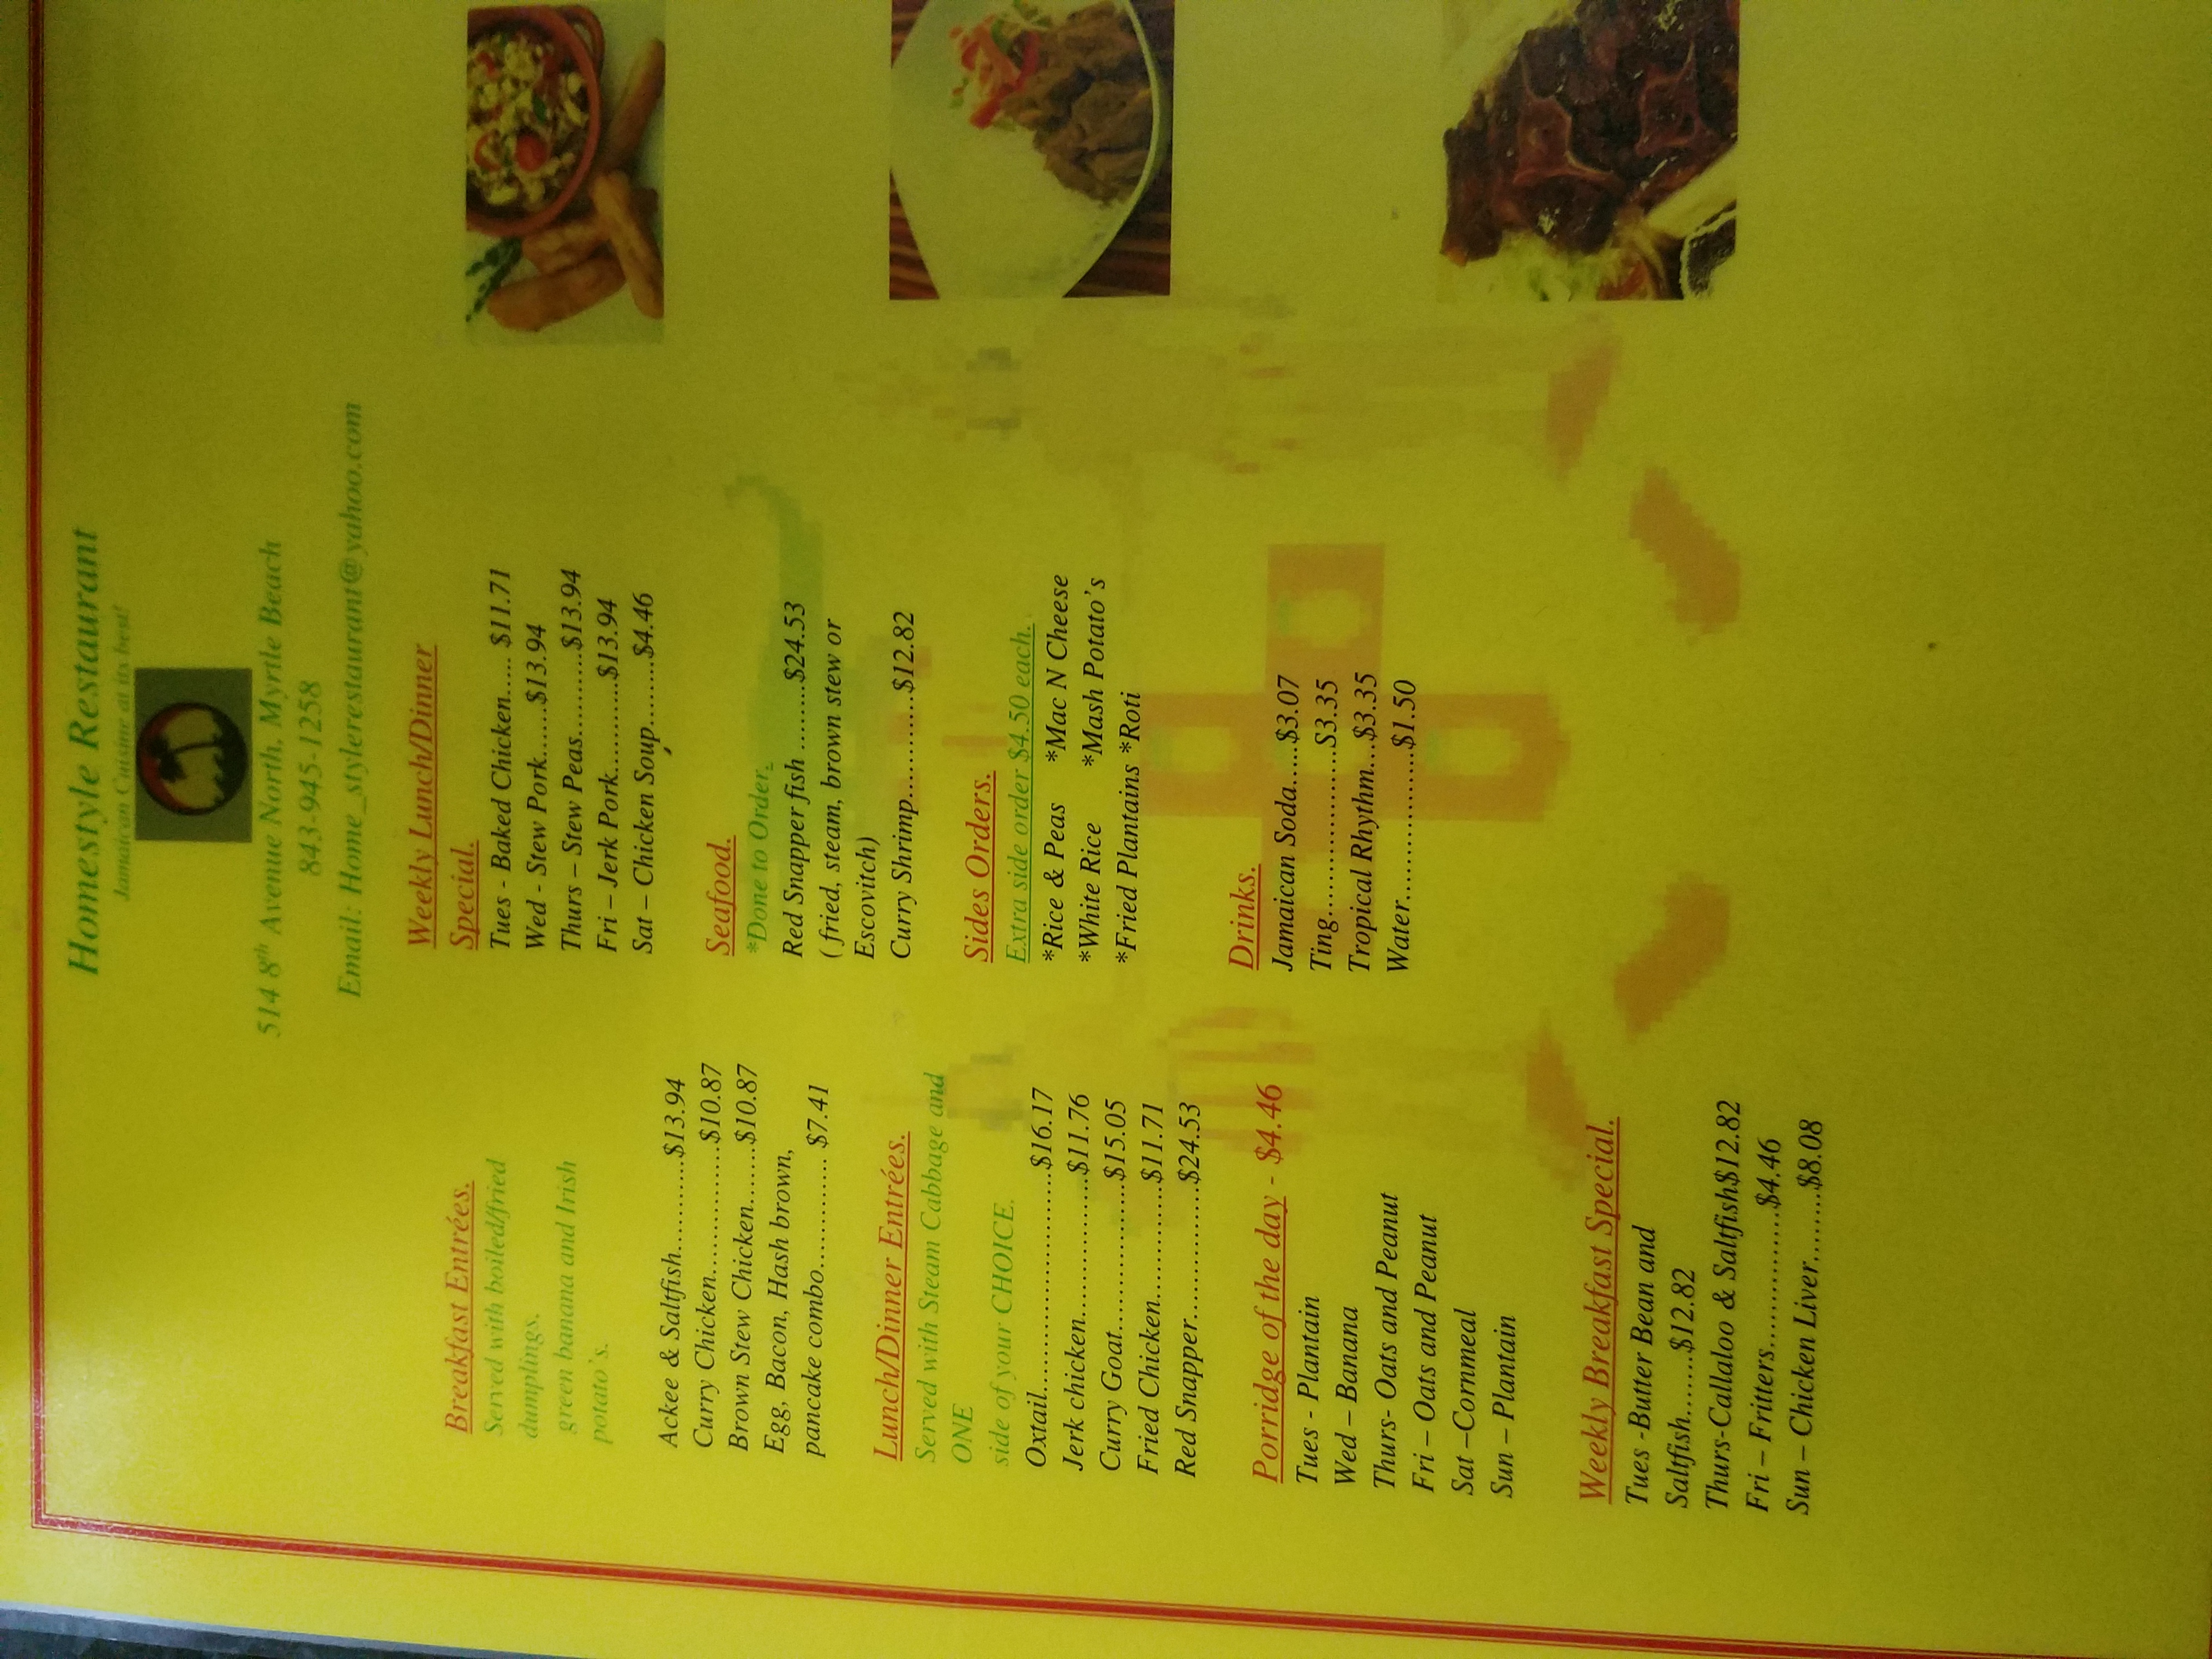 Homestyle Restaurant
Jamaican Cuisine at its best!
514 8th Avenue North, Myrtle Beach
843-945-1258
Email: Home_stylerestaurant@yahoo.com
Breakfast Entrées.
Served with boiled/fried
dumplings,
green banana and Irish
potato's.
Ackee & Saltfish...........$13.94
Curry Chicken...............$10.87
Brown Stew Chicken.......$10.87
Egg, Bacon, Hash brown,
pancake combo............. $7.41
Lunch/Dinner Entrées.
Served with Steam Cabbage and
ONE
side of your CHOICE.
Oxtail.........................$16.17
Jerk chicken................$11.76
Curry Goat.................$15.05
Fried Chicken.............$11.71
Red Snapper...............$24.53
Porridge of the day - $4.46
Tues - Plantain
Wed – Banana
Thurs- Oats and Peanut
Fri – Oats and Peanut
Sat –Cornmeal
Sun – Plantain
Weekly Breakfast Special.
Tues -Butter Bean and
Saltfish.......$12.82
Thurs-Callaloo & Saltfish$12.82
Fri – Fritters................$4.46
Sun – Chicken Liver........$8.08
Weekly Lunch/Dinner
Special.
Tues - Baked Chicken..... $11.71
Wed - Stew Pork......$13.94
Thurs – Stew Peas..........$13.94
Fri – Jerk Pork...........$13.94
Sat – Chicken Soup........$4.46
Seafood.
*Done to Order.
Red Snapper fish ........$24.53
( fried, steam, brown stew or
Escovitch)
Curry Shrimp............$12.82
Sides Orders.
Extra side order $4.50 each.
*Rice & Peas *Mac N Cheese
*White Rice *Mash Potato's
*Fried Plantains *Roti
Drinks.
Jamaican Soda.....$3.07
Ting...................S3.35
Tropical Rhythm...$3.35
Water.................$1.50